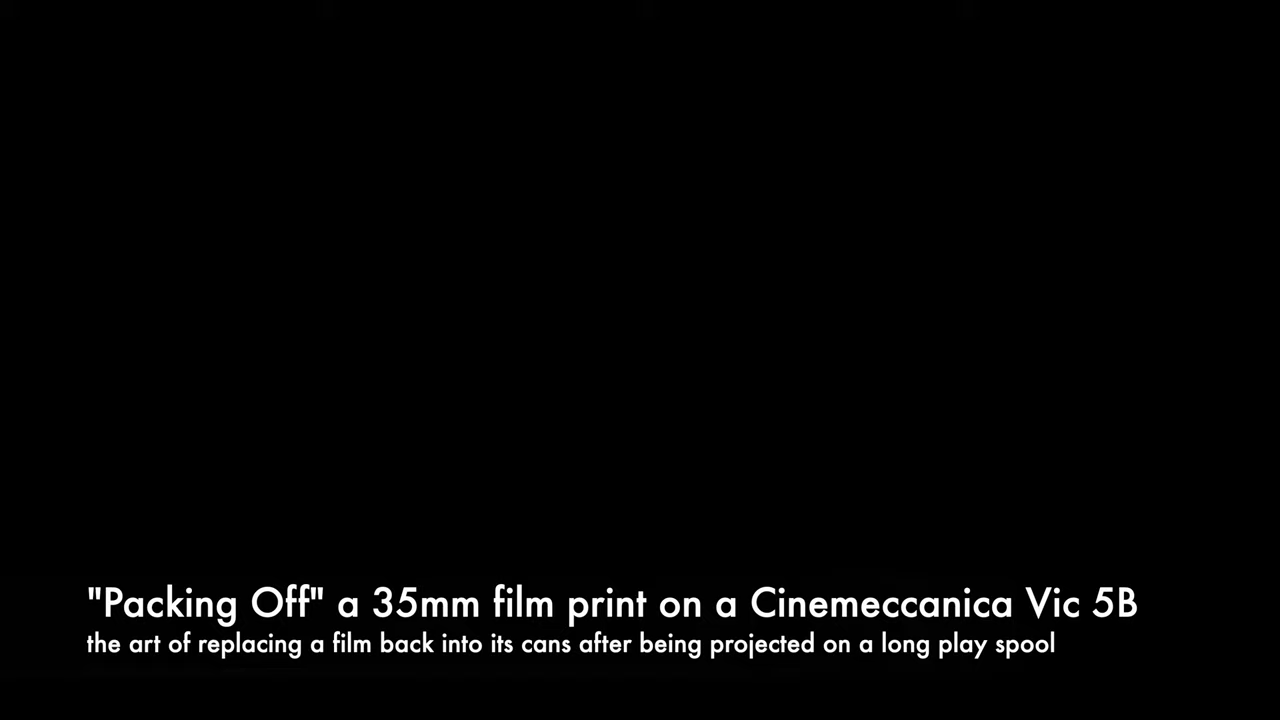 "Packing Off" a 35mm film print on a Cinemeccanica Vic 5B
the art of replacing a film back into its cans after being projected on a long play spool